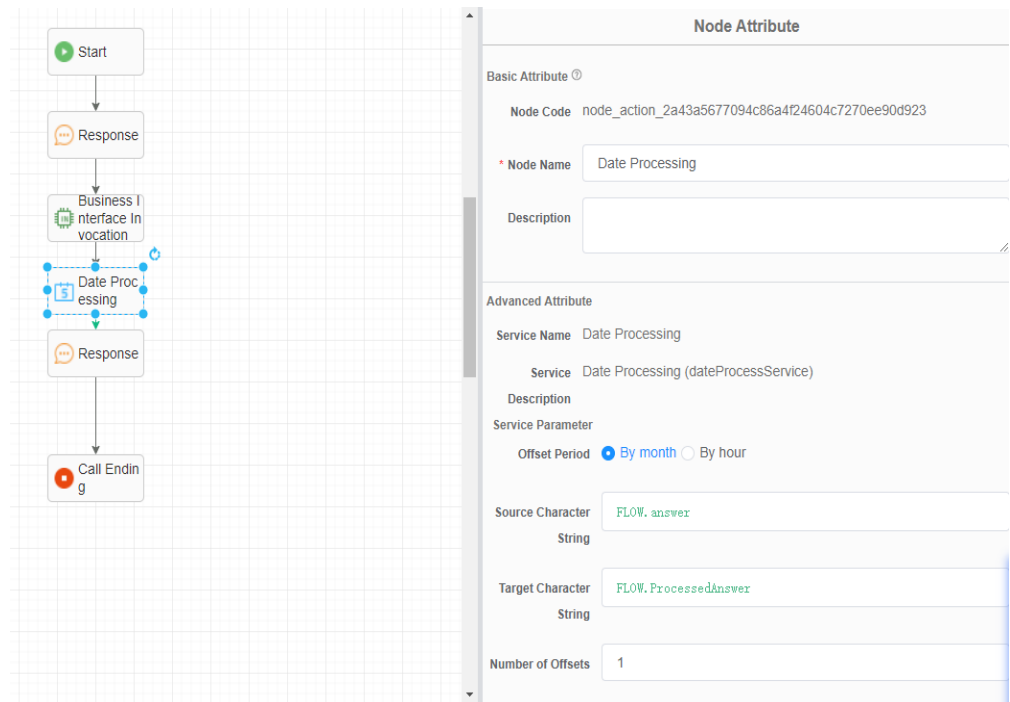 Start
Response
Business I
nterface In
vocation
Date Proc
essing
Response
Call Endin
g
Node Attribute
Basic Attribute
Node Code node_action_2a43a5677094c86a4f24604c7270ee90d923
* Node Name Date Processing
Description
Advanced Attribute
Service Name Date Processing
Service Date Processing (dateProcessService)
Description
Service Parameter
Offset Period By month By hour
Source Character FLOW.answer
String
Target Character FLOW.ProcessedAnswer
String
Number of Offsets 1